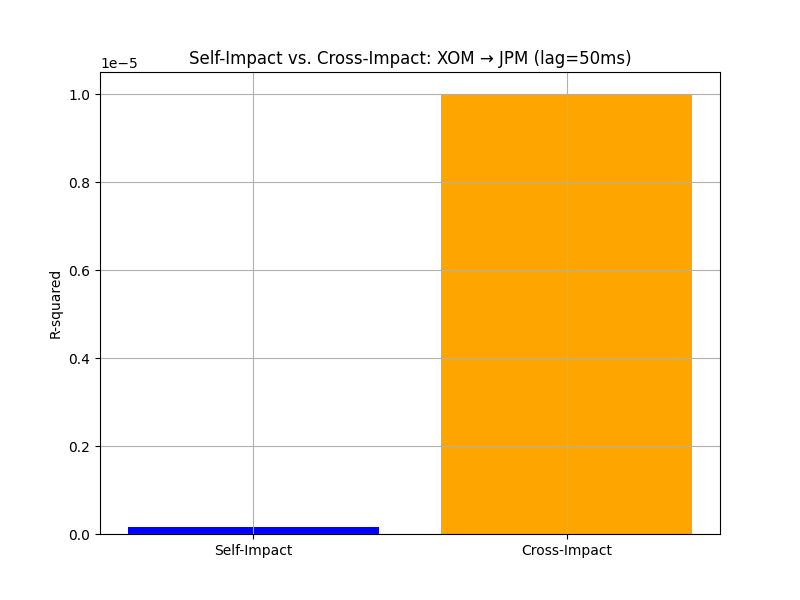 Self-Impact vs. Cross-Impact: XOM → JPM (lag=50ms)
1e−5
1.0
0.8
0.6
0.4
0.2
0.0
R-squared
Self-Impact
Cross-Impact